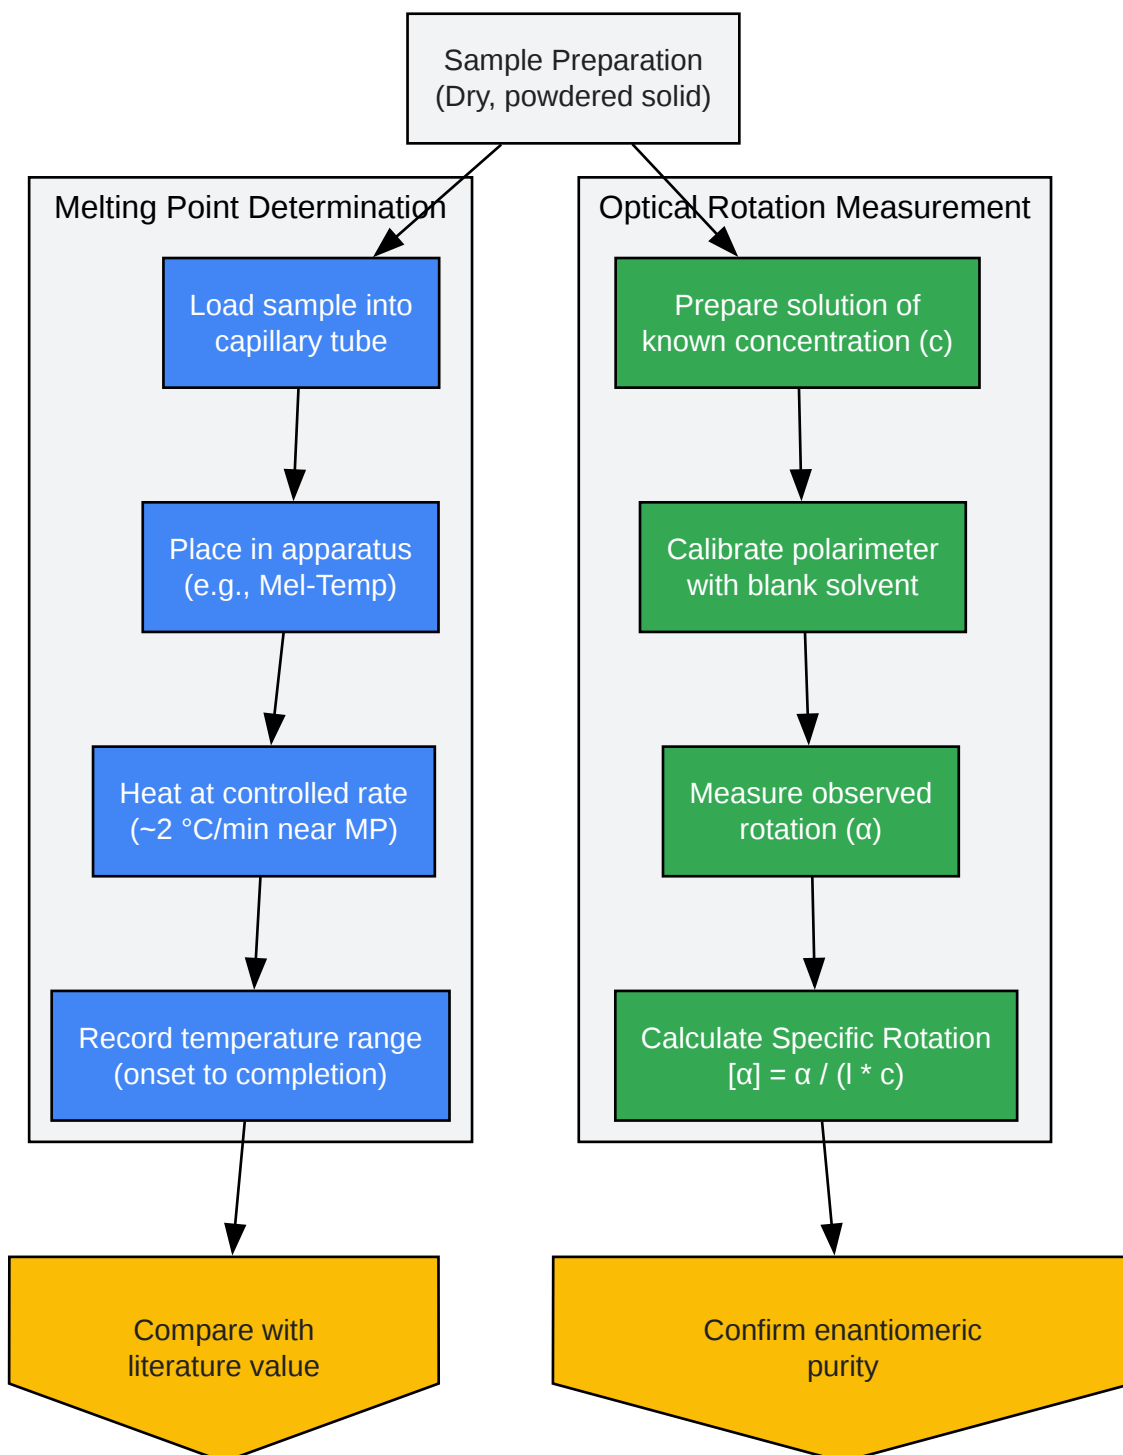 Sample Preparation
(Dry, powdered solid)
Melting Point Determination
Load sample into
capillary tube
Place in apparatus
(e.g., Mel-Temp)
Heat at controlled rate
(~2 °C/min near MP)
Record temperature range
(onset to completion)
Compare with
literature value
Optical Rotation Measurement
Prepare solution of
known concentration (c)
Calibrate polarimeter
with blank solvent
Measure observed
rotation (α)
Calculate Specific Rotation
[α] = α / (l * c)
Confirm enantiomeric
purity